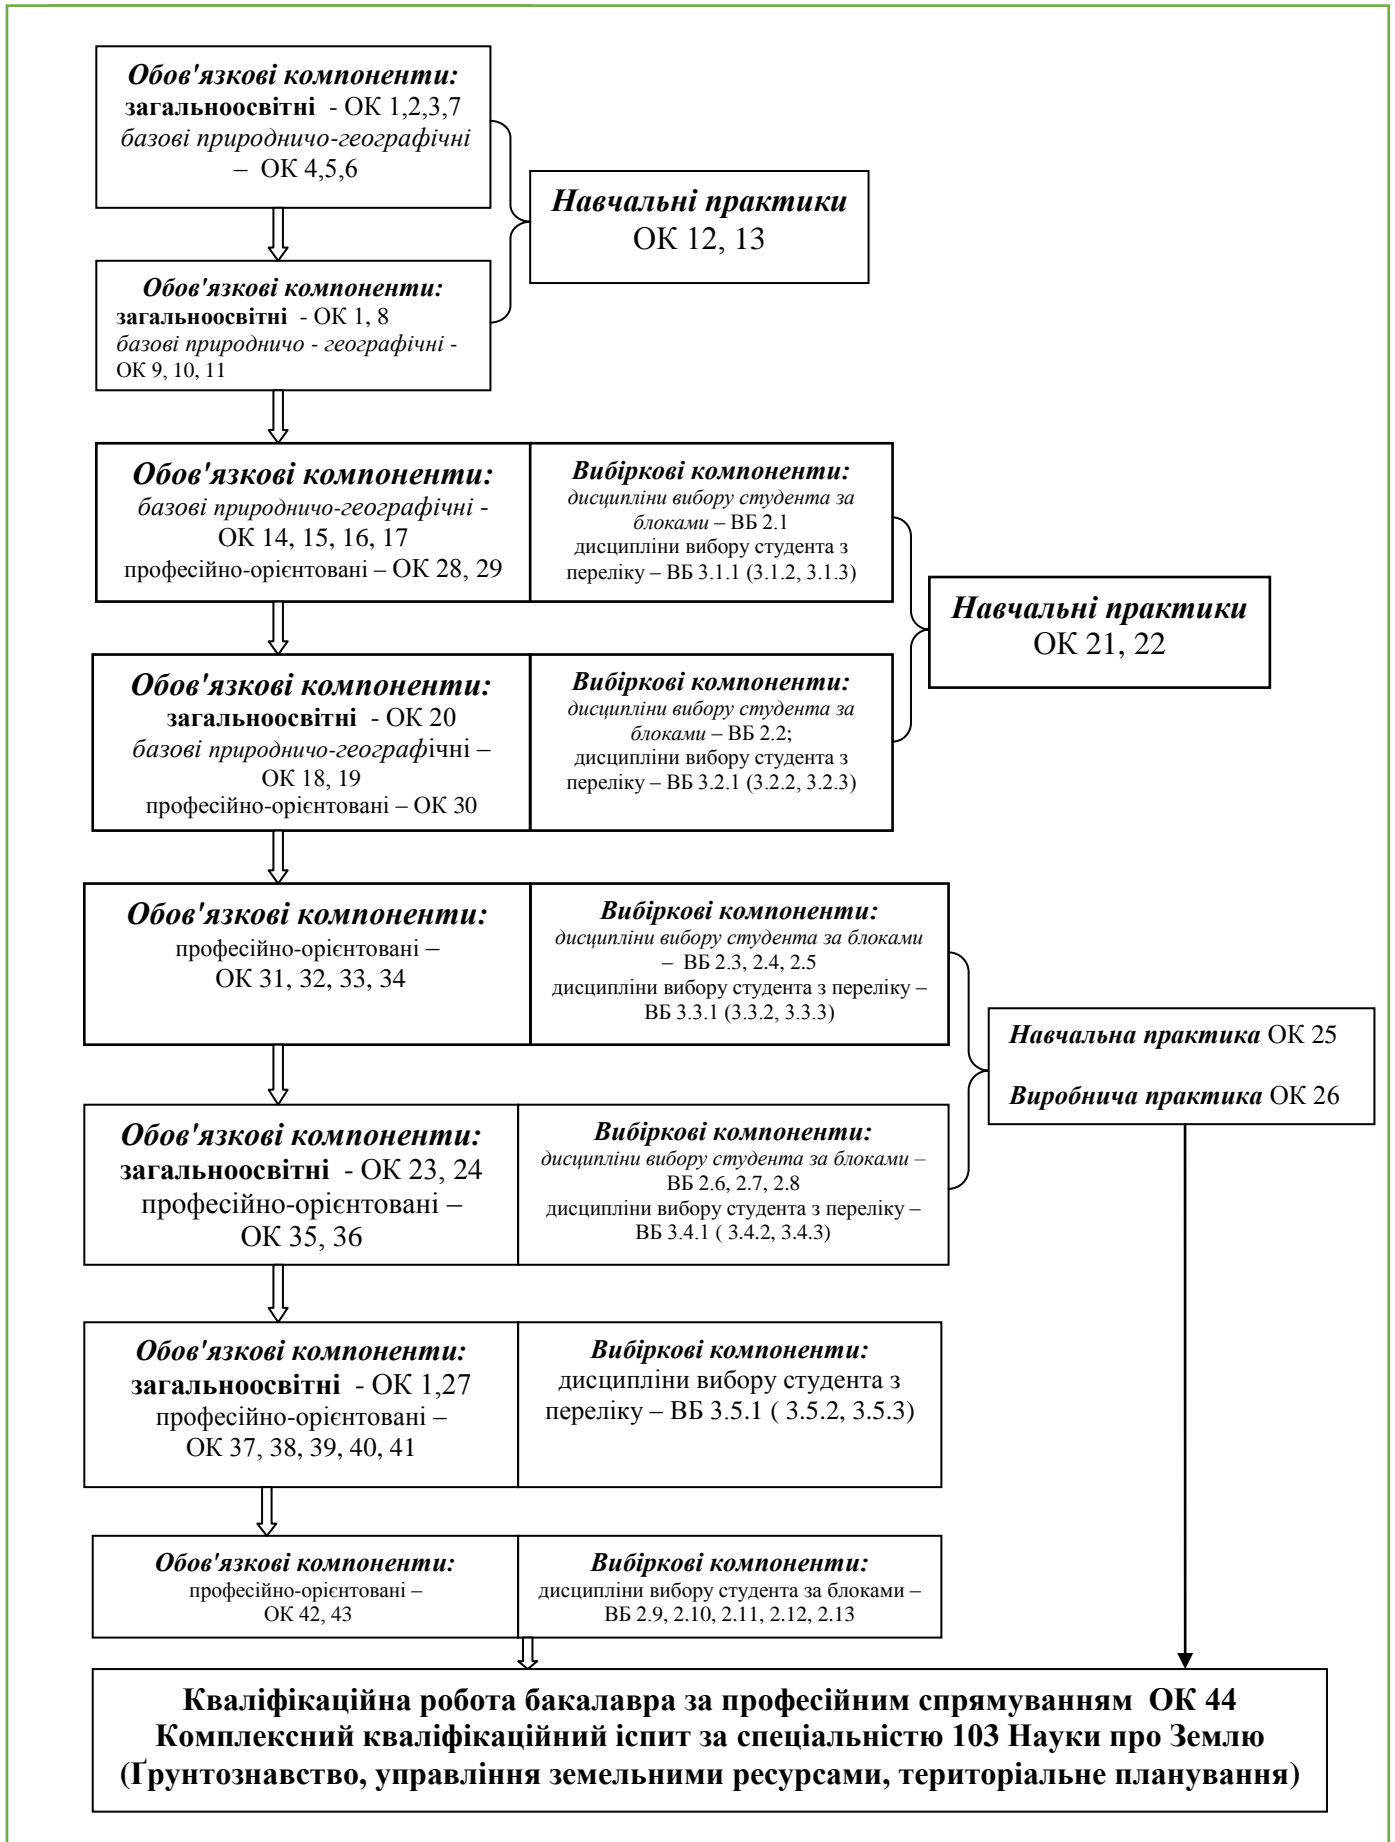 Обов'язкові компоненти:
загальноосвітні - ОК 1,2,3,7
базові природничо-географічні
– ОК 4,5,6
Навчальні практики
ОК 12, 13
Обов'язкові компоненти:
загальноосвітні - ОК 1, 8
базові природничо - географічні -
ОК 9, 10, 11
Обов'язкові компоненти:
базові природничо-географічні -
ОК 14, 15, 16, 17
професійно-орієнтовані – ОК 28, 29
Вибіркові компоненти:
дисципліни вибору студента за
блоками – ВБ 2.1
дисципліни вибору студента з
переліку – ВБ 3.1.1 (3.1.2, 3.1.3)
Навчальні практики
ОК 21, 22
Обов'язкові компоненти:
загальноосвітні - ОК 20
базові природничо-географічні –
ОК 18, 19
професійно-орієнтовані – ОК 30
Вибіркові компоненти:
дисципліни вибору студента за
блоками – ВБ 2.2;
дисципліни вибору студента з
переліку – ВБ 3.2.1 (3.2.2, 3.2.3)
Обов'язкові компоненти:
професійно-орієнтовані –
ОК 31, 32, 33, 34
Вибіркові компоненти:
дисципліни вибору студента за блоками
– ВБ 2.3, 2.4, 2.5
дисципліни вибору студента з переліку –
ВБ 3.3.1 (3.3.2, 3.3.3)
Навчальна практика ОК 25
Виробнича практика ОК 26
Обов'язкові компоненти:
загальноосвітні - ОК 23, 24
професійно-орієнтовані –
ОК 35, 36
Вибіркові компоненти:
дисципліни вибору студента за блоками –
ВБ 2.6, 2.7, 2.8
дисципліни вибору студента з переліку –
ВБ 3.4.1 ( 3.4.2, 3.4.3)
Обов'язкові компоненти:
загальноосвітні - ОК 1,27
професійно-орієнтовані –
ОК 37, 38, 39, 40, 41
Вибіркові компоненти:
дисципліни вибору студента з
переліку – ВБ 3.5.1 ( 3.5.2, 3.5.3)
Обов'язкові компоненти:
професійно-орієнтовані –
ОК 42, 43
Вибіркові компоненти:
дисципліни вибору студента за блоками –
ВБ 2.9, 2.10, 2.11, 2.12, 2.13
Кваліфікаційна робота бакалавра за професійним спрямуванням ОК 44
Комплексний кваліфікаційний іспит за спеціальністю 103 Науки про Землю
(Ґрунтознавство, управління земельними ресурсами, територіальне планування)